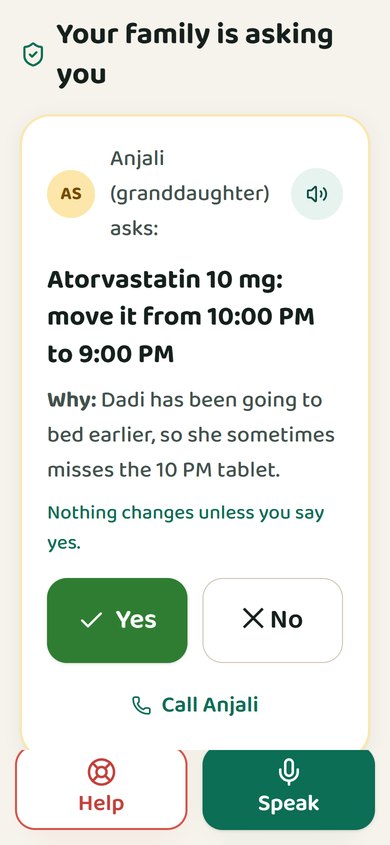 Your family is asking
you
AS
Anjali
(granddaughter)
asks:
Atorvastatin 10 mg:
move it from 10:00 PM
to 9:00 PM
Why: Dadi has been going to
bed earlier, so she sometimes
misses the 10 PM tablet.
Nothing changes unless you say
yes.
Yes
No
Call Anjali
Help
Speak